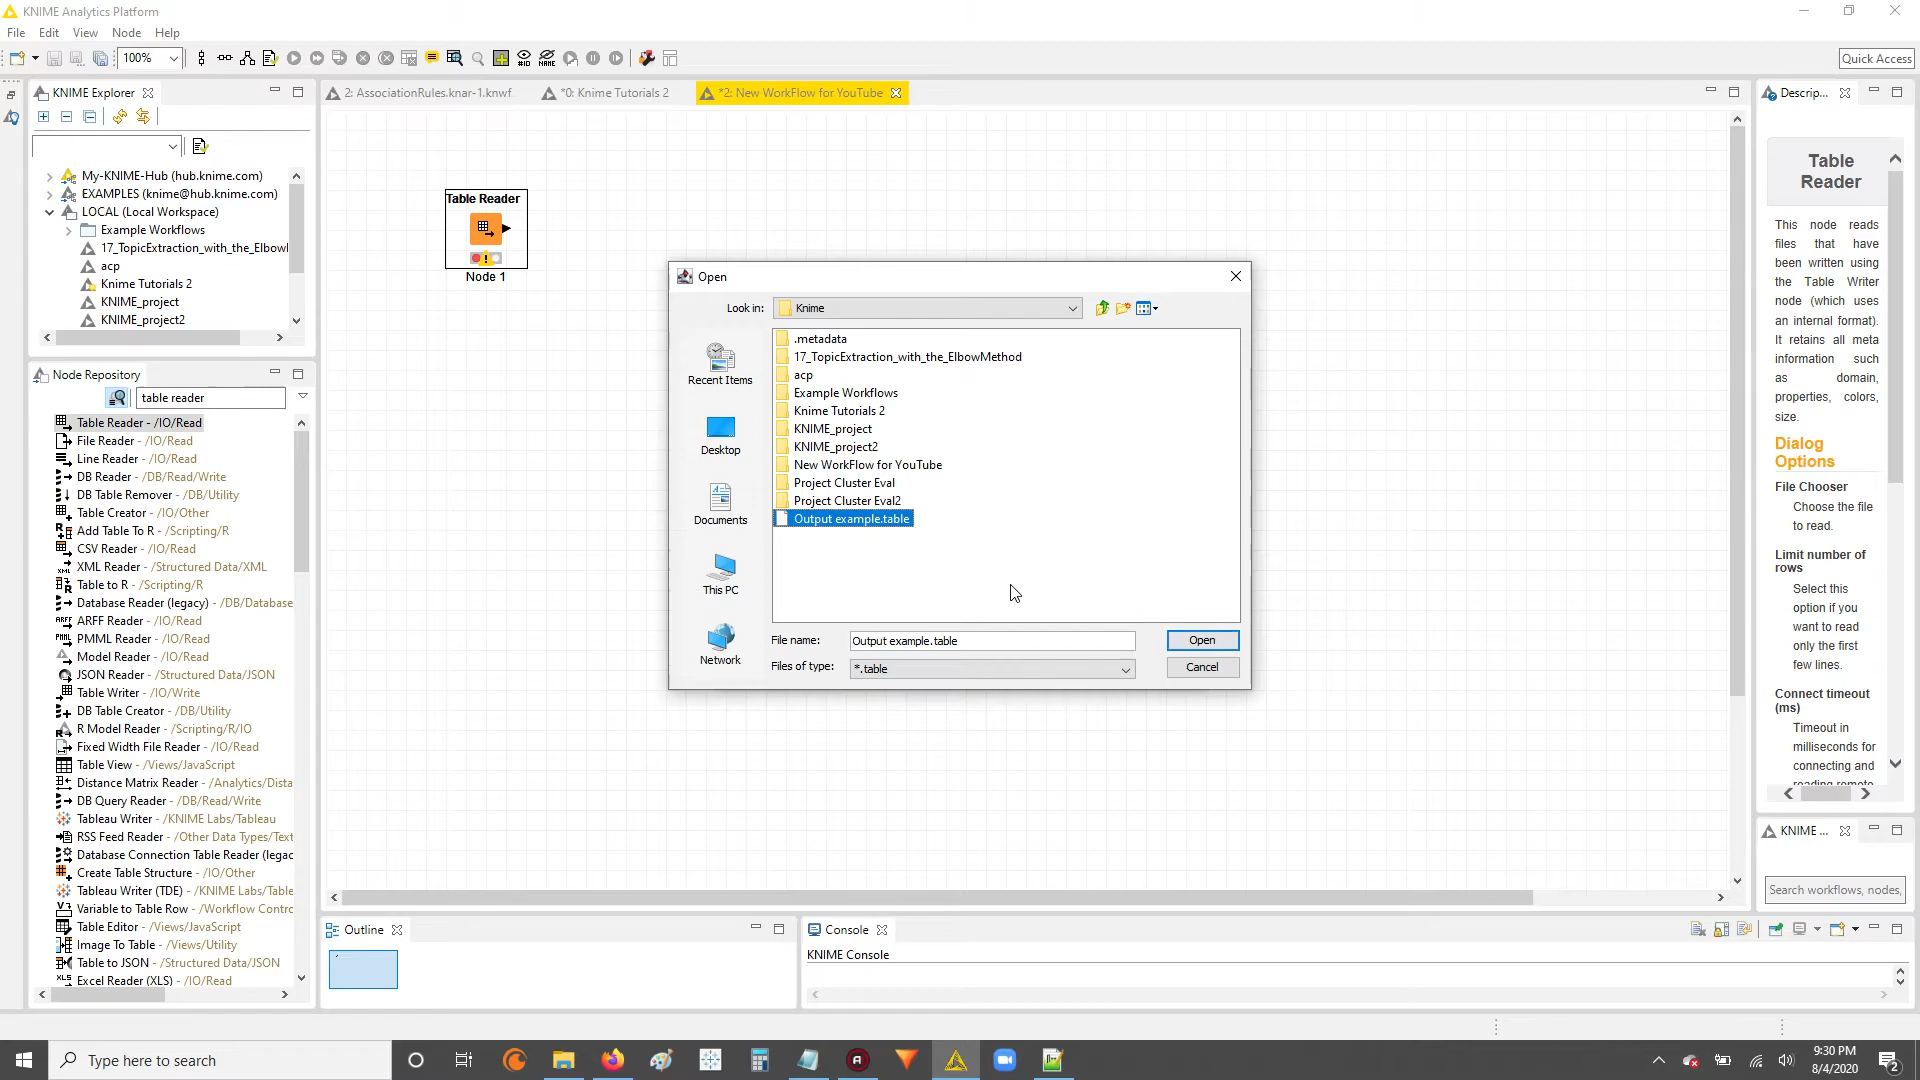 KNIME Analytics Platform
File Edit View Node Help
100%
Quick Access
KNIME Explorer
My-KNIME-Hub (hub.knime.com)
EXAMPLES (knime@hub.knime.com)
LOCAL (Local Workspace)
Example Workflows
17_TopicExtraction_with_the_Elbowl
acp
Knime Tutorials 2
KNIME_project
KNIME_project2
Node Repository
table reader
Table Reader - /IO/Read
File Reader - /IO/Read
Line Reader - /IO/Read
DB Reader - /DB/Read/Write
DB Table Remover - /DB/Utility
Table Creator - /IO/Other
Add Table To R - /Scripting/R
CSV Reader - /IO/Read
XML Reader - /Structured Data/XML
Table to R - /Scripting/R
Database Reader (legacy) - /DB/Database
ARFF Reader - /IO/Read
PMML Reader - /IO/Read
Model Reader - /IO/Read
JSON Reader - /Structured Data/JSON
Table Writer - /IO/Write
DB Table Creator - /DB/Utility
R Model Reader - /Scripting/R/IO
Fixed Width File Reader - /IO/Read
Table View - /Views/JavaScript
Distance Matrix Reader - /Analytics/Dista
DB Query Reader - /DB/Read/Write
Tableau Writer - /KNIME Labs/Tableau
RSS Feed Reader - /Other Data Types/Text
Database Connection Table Reader (legac
Create Table Structure - /IO/Other
Tableau Writer (TDE) - /KNIME Labs/Table
Variable to Table Row - /Workflow Contro
Table Editor - /Views/JavaScript
Image To Table - /Views/Utility
Table to JSON - /Structured Data/JSON
Excel Reader (XLS) - /IO/Read
2: AssociationRules.knar-1.knwf
*0: Knime Tutorials 2
*2: New WorkFlow for YouTube
Table Reader
Node 1
Open
Look in:
Knime
Recent Items
Desktop
Documents
This PC
Network
.metadata
17_TopicExtraction_with_the_ElbowMethod
acp
Example Workflows
Knime Tutorials 2
KNIME_project
KNIME_project2
New WorkFlow for YouTube
Project Cluster Eval
Project Cluster Eval2
Output example.table
File name:
Output example.table
Open
Files of type:
*.table
Cancel
Descrip...
Table
Reader
This node reads
files that have
been written using
the Table Writer
node (which uses
an internal format).
It retains all meta
information such
as domain,
properties, colors,
size.
Dialog
Options
File Chooser
Choose the file
to read.
Limit number of
rows
Select this
option if you
want to read
only the first
few lines.
Connect timeout
(ms)
Timeout in
milliseconds for
connecting and
reading remote
KNIME ...
Search workflows, nodes,
Outline
Console
KNIME Console
Type here to search
9:30 PM
8/4/2020
2